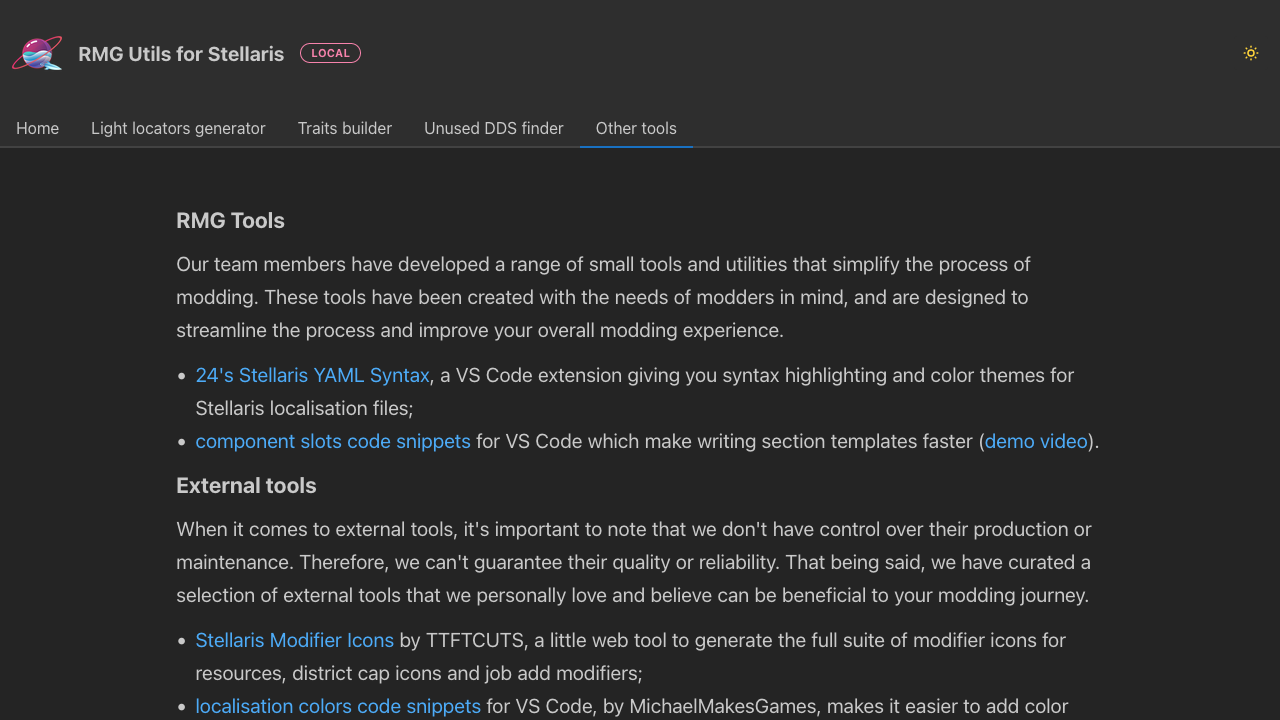 RMG Utils for Stellaris
LOCAL
Home
Light locators generator
Traits builder
Unused DDS finder
Other tools
RMG Tools
Our team members have developed a range of small tools and utilities that simplify the process of
modding. These tools have been created with the needs of modders in mind, and are designed to
streamline the process and improve your overall modding experience.
• 24's Stellaris YAML Syntax, a VS Code extension giving you syntax highlighting and color themes for
Stellaris localisation files;
• component slots code snippets for VS Code which make writing section templates faster (demo video).
External tools
When it comes to external tools, it's important to note that we don't have control over their production or
maintenance. Therefore, we can't guarantee their quality or reliability. That being said, we have curated a
selection of external tools that we personally love and believe can be beneficial to your modding journey.
• Stellaris Modifier Icons by TTFTCUTS, a little web tool to generate the full suite of modifier icons for
resources, district cap icons and job add modifiers;
• localisation colors code snippets for VS Code, by MichaelMakesGames, makes it easier to add color